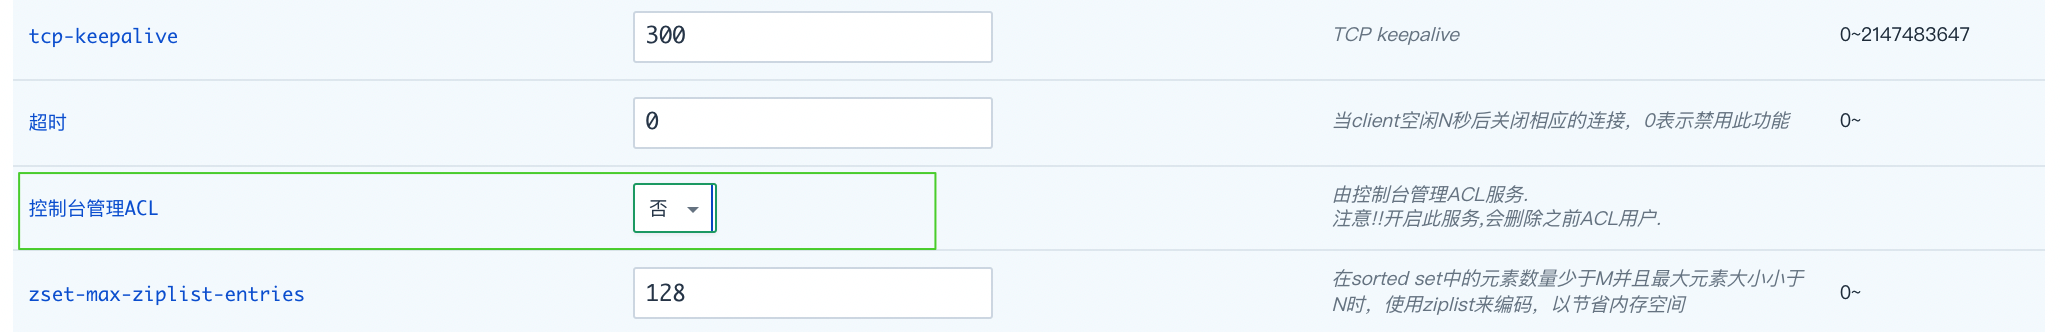 tcp-keepalive 300 TCP keepalive 0~2147483647
超时 0 当client空闲N秒后关闭相应的连接，0表示禁用此功能 0~
控制台管理ACL 否 由控制台管理ACL服务.
注意!!开启此服务,会删除之前ACL用户.
zset-max-ziplist-entries 128 在sorted set中的元素数量少于M并且最大元素大小小于 0~
N时，使用ziplist来编码，以节省内存空间